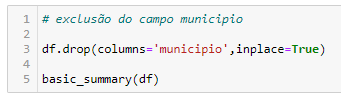 1 # exclusão do campo municipio
2
3 df.drop(columns='municipio',inplace=True)
4
5 basic_summary(df)